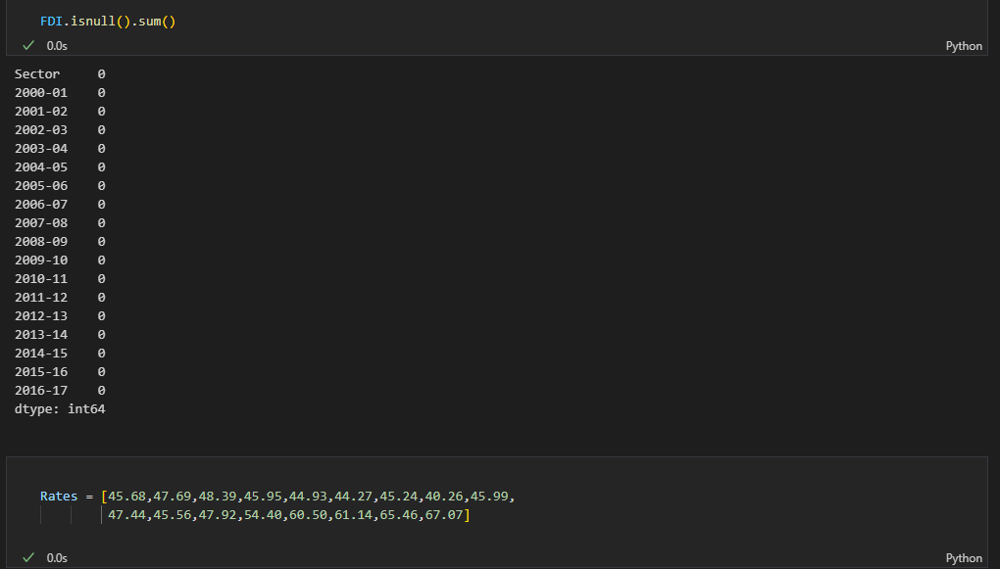 FDI.isnull().sum()
0.0s
Python
Sector 0
2000-01 0
2001-02 0
2002-03 0
2003-04 0
2004-05 0
2005-06 0
2006-07 0
2007-08 0
2008-09 0
2009-10 0
2010-11 0
2011-12 0
2012-13 0
2013-14 0
2014-15 0
2015-16 0
2016-17 0
dtype: int64
Rates = [45.68,47.69,48.39,45.95,44.93,44.27,45.24,40.26,45.99,
47.44,45.56,47.92,54.40,60.50,61.14,65.46,67.07]
0.0s
Python